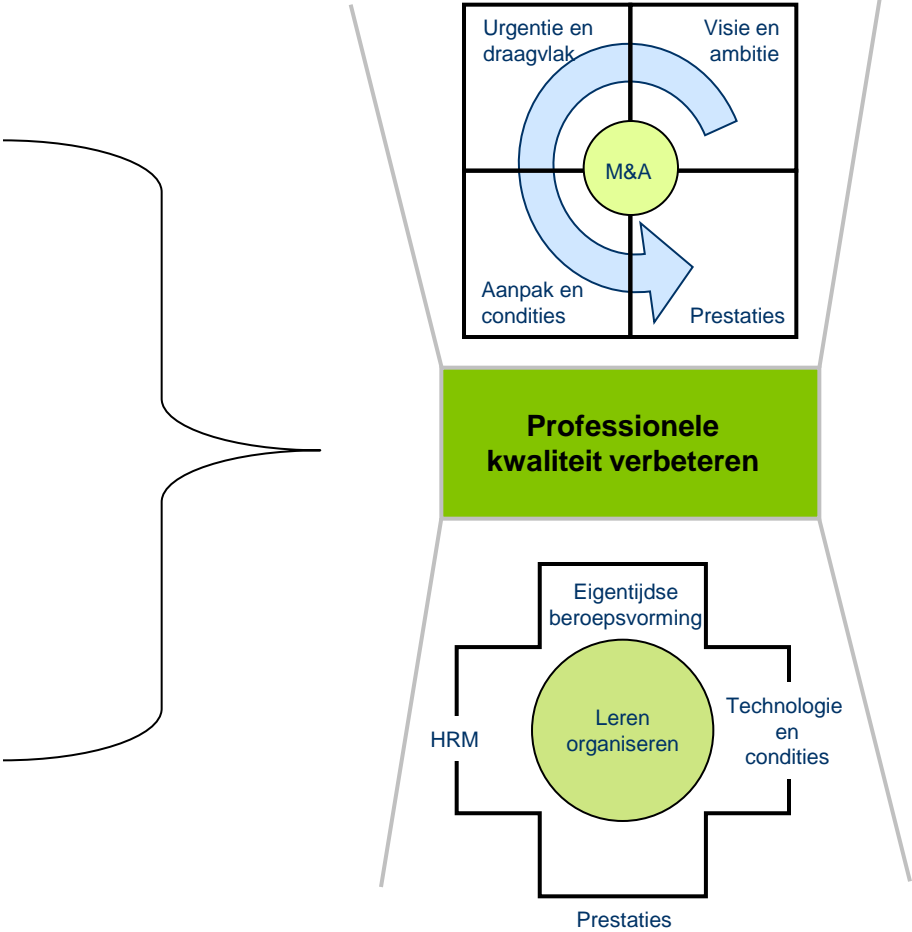 Urgentie en
draagvlak
Visie en
ambitie
M&A
Aanpak en
condities
Prestaties
Professionele
kwaliteit verbeteren
Eigentijdse
beroepsvorming
HRM
Leren
organiseren
Technologie
en
condities
Prestaties